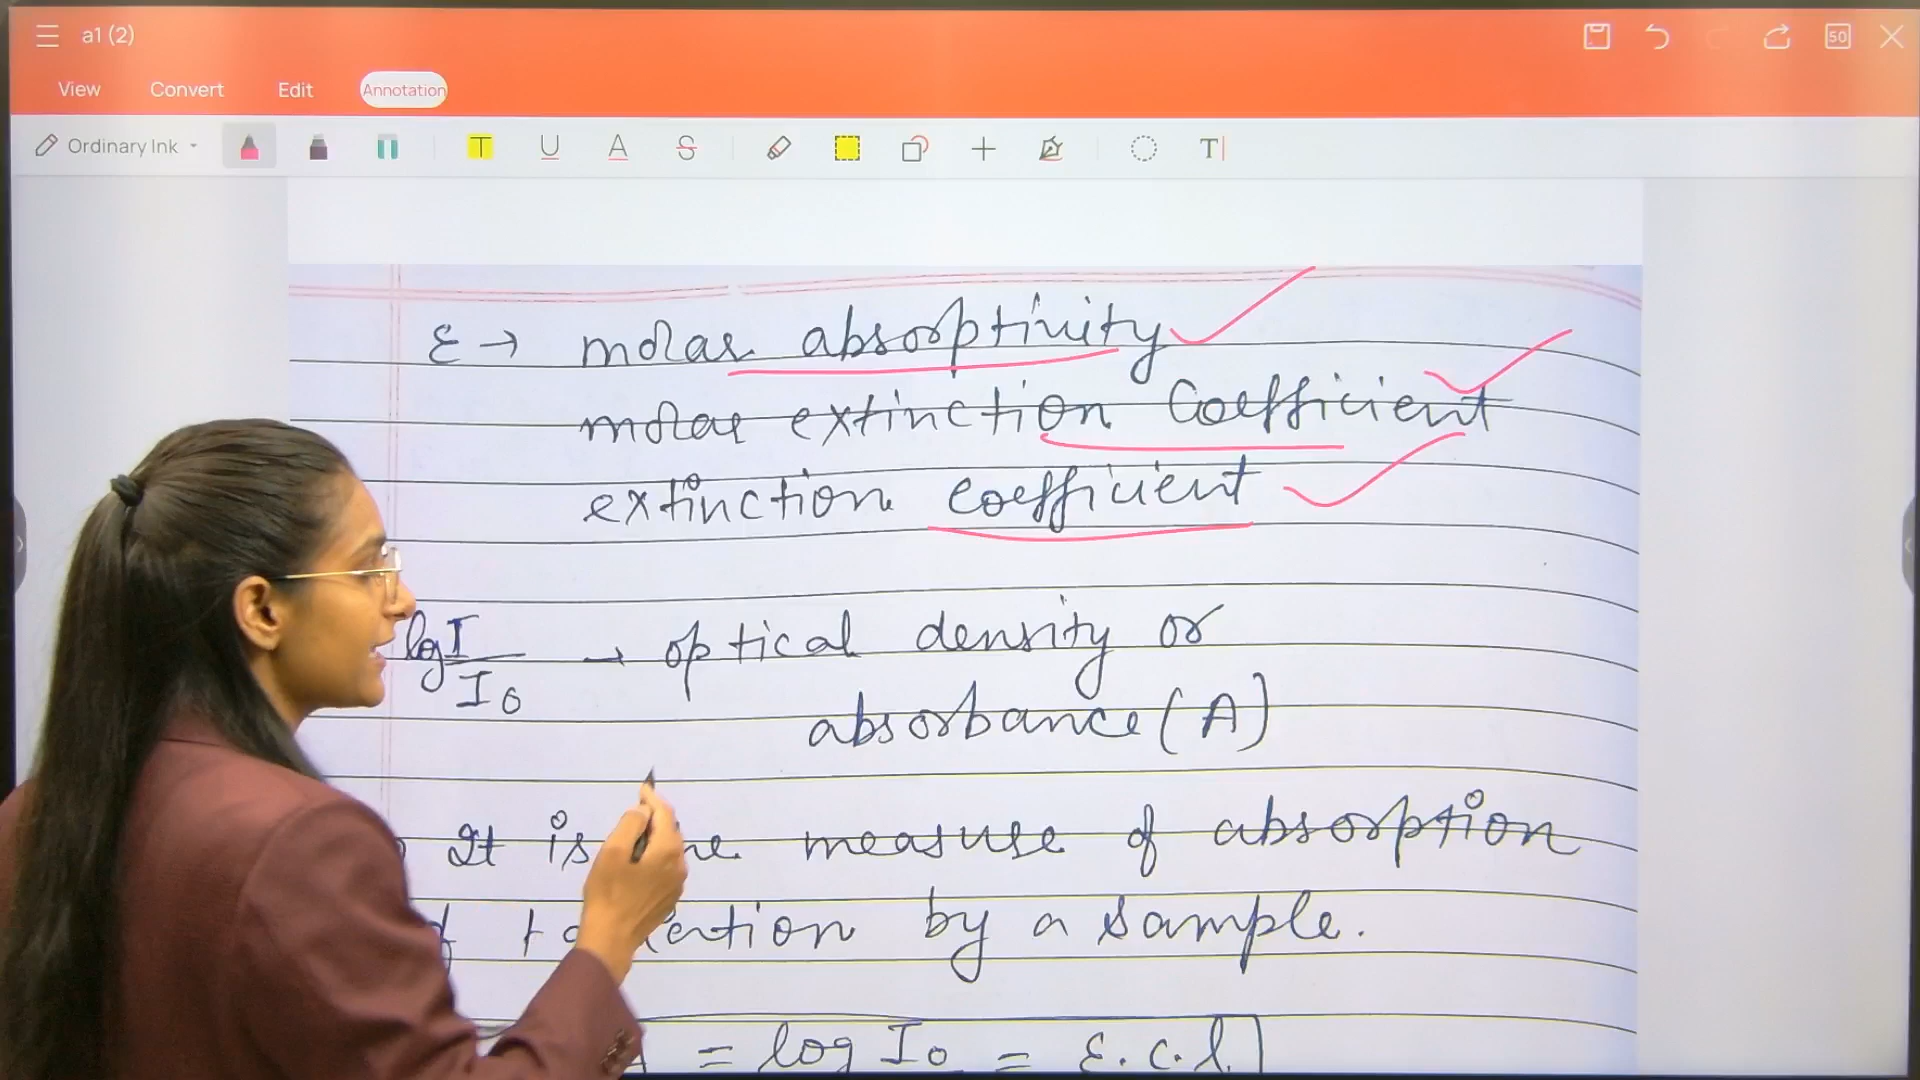 a1 (2)
50
View Convert Edit Annotation
Ordinary Ink T U A S T
ε → molar absorptivity
molar extinction Coefficient
extinction coefficient
log I/I0 → optical density or
absorbance (A)
It is measure of absorption
by a sample.
= log I0 = ε.c.l